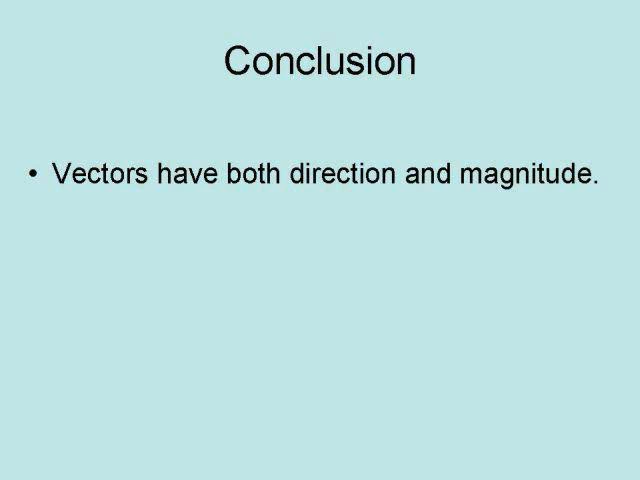 Conclusion
• Vectors have both direction and magnitude.